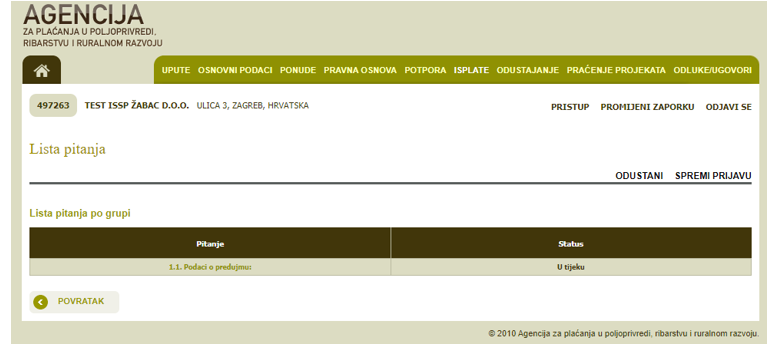 AGENCIJA
ZA PLAĆANJA U POLJOPRIVREDI,
RIBARSTVU I RURALNOM RAZVOJU
UPUTE OSNOVNI PODACI PONUDE PRAVNA OSNOVA POTPORA ISPLATE ODUSTAJANJE PRAĆENJE PROJEKATA ODLUKE/UGOVORI
497263 TEST ISSP ŽABAC D.O.O. ULICA 3, ZAGREB, HRVATSKA PRISTUP PROMIJENI ZAPORKU ODJAVI SE
Lista pitanja
ODUSTANI SPREMI PRIJAVU
Lista pitanja po grupi
Pitanje Status
1.1. Podaci o predujmu: U tijeku
POVRATAK
© 2010 Agencija za plaćanja u poljoprivredi, ribarstvu i ruralnom razvoju.